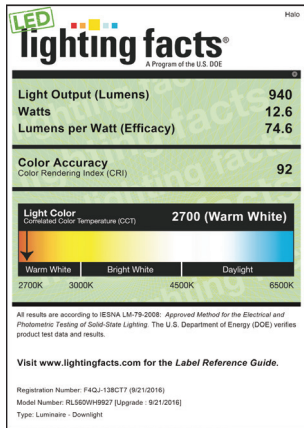 Halo
LED
lighting facts®
A Program of the U.S. DOE
Light Output (Lumens) 940
Watts 12.6
Lumens per Watt (Efficacy) 74.6
Color Accuracy 92
Color Rendering Index (CRI)
Light Color 2700 (Warm White)
Correlated Color Temperature (CCT)
Warm White Bright White Daylight
2700K 3000K 4500K 6500K
All results are according to IESNA LM-79-2008: Approved Method for the Electrical and
Photometric Testing of Solid-State Lighting. The U.S. Department of Energy (DOE) verifies
product test data and results.
Visit www.lightingfacts.com for the Label Reference Guide.
Registration Number: F4QJ-138CT7 (9/21/2016)
Model Number: RL560WH9927 [Upgrade : 9/21/2016]
Type: Luminaire - Downlight